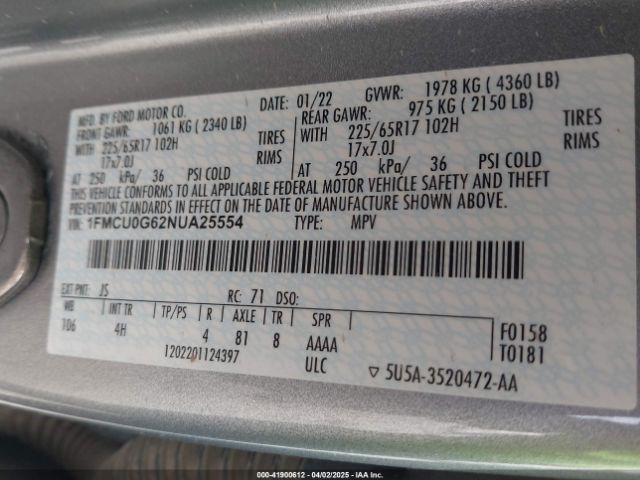 MFD. BY FORD MOTOR CO.
DATE: 01/22 GVWR: 1978 KG ( 4360 LB)
FRONT GAWR: 1061 KG ( 2340 LB) REAR GAWR: 975 KG ( 2150 LB)
WITH 225/65R17 102H TIRES WITH 225/65R17 102H TIRES
17x7.0J RIMS 17x7.0J RIMS
AT 250 kPa/ 36 PSI COLD AT 250 kPa/ 36 PSI COLD
THIS VEHICLE CONFORMS TO ALL APPLICABLE FEDERAL MOTOR VEHICLE SAFETY AND THEFT
PREVENTION STANDARDS IN EFFECT ON THE DATE OF MANUFACTURE SHOWN ABOVE.
VIN: 1FMCU0G62NUA25554 TYPE: MPV
EXT PNT: JS RC: 71 DSO:
WB INT TR TP/PS R AXLE TR SPR
106 4H 4 81 8 AAAA
ULC
F0158
T0181
1202201124397
▽ 5U5A-3520472-AA
000-41900612 - 04/02/2025 - IAA Inc.